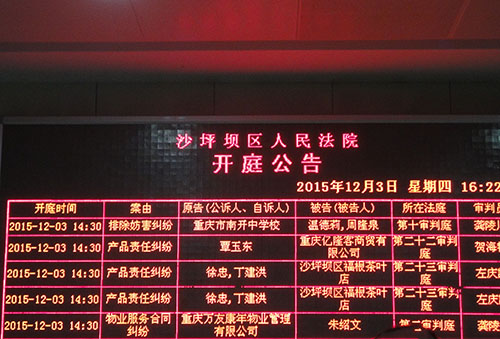 沙坪坝区人民法院
开庭公告
2015年12月3日 星期四 16:22
开庭时间 案由 原告(公诉人、自诉人) 被告(被告人) 所在法庭 审判员
2015-12-03 14:30 排除妨害纠纷 重庆市南开中学校 温德莉,周隆泉 第十审判庭 龚陵
2015-12-03 14:30 产品责任纠纷 覃玉东 重庆亿隆客商贸有限公司 第二十二审判庭 贺海
2015-12-03 14:30 产品责任纠纷 徐忠,丁建洪 沙坪坝区福根茶叶店 第二十三审判庭 左庆
2015-12-03 14:30 产品责任纠纷 徐忠,丁建洪 沙坪坝区福根茶叶店 第二十三审判庭 左庆
2015-12-03 14:30 物业服务合同纠纷 重庆万友康年物业管理有限公司 朱绍文 第二审判庭 龚陵